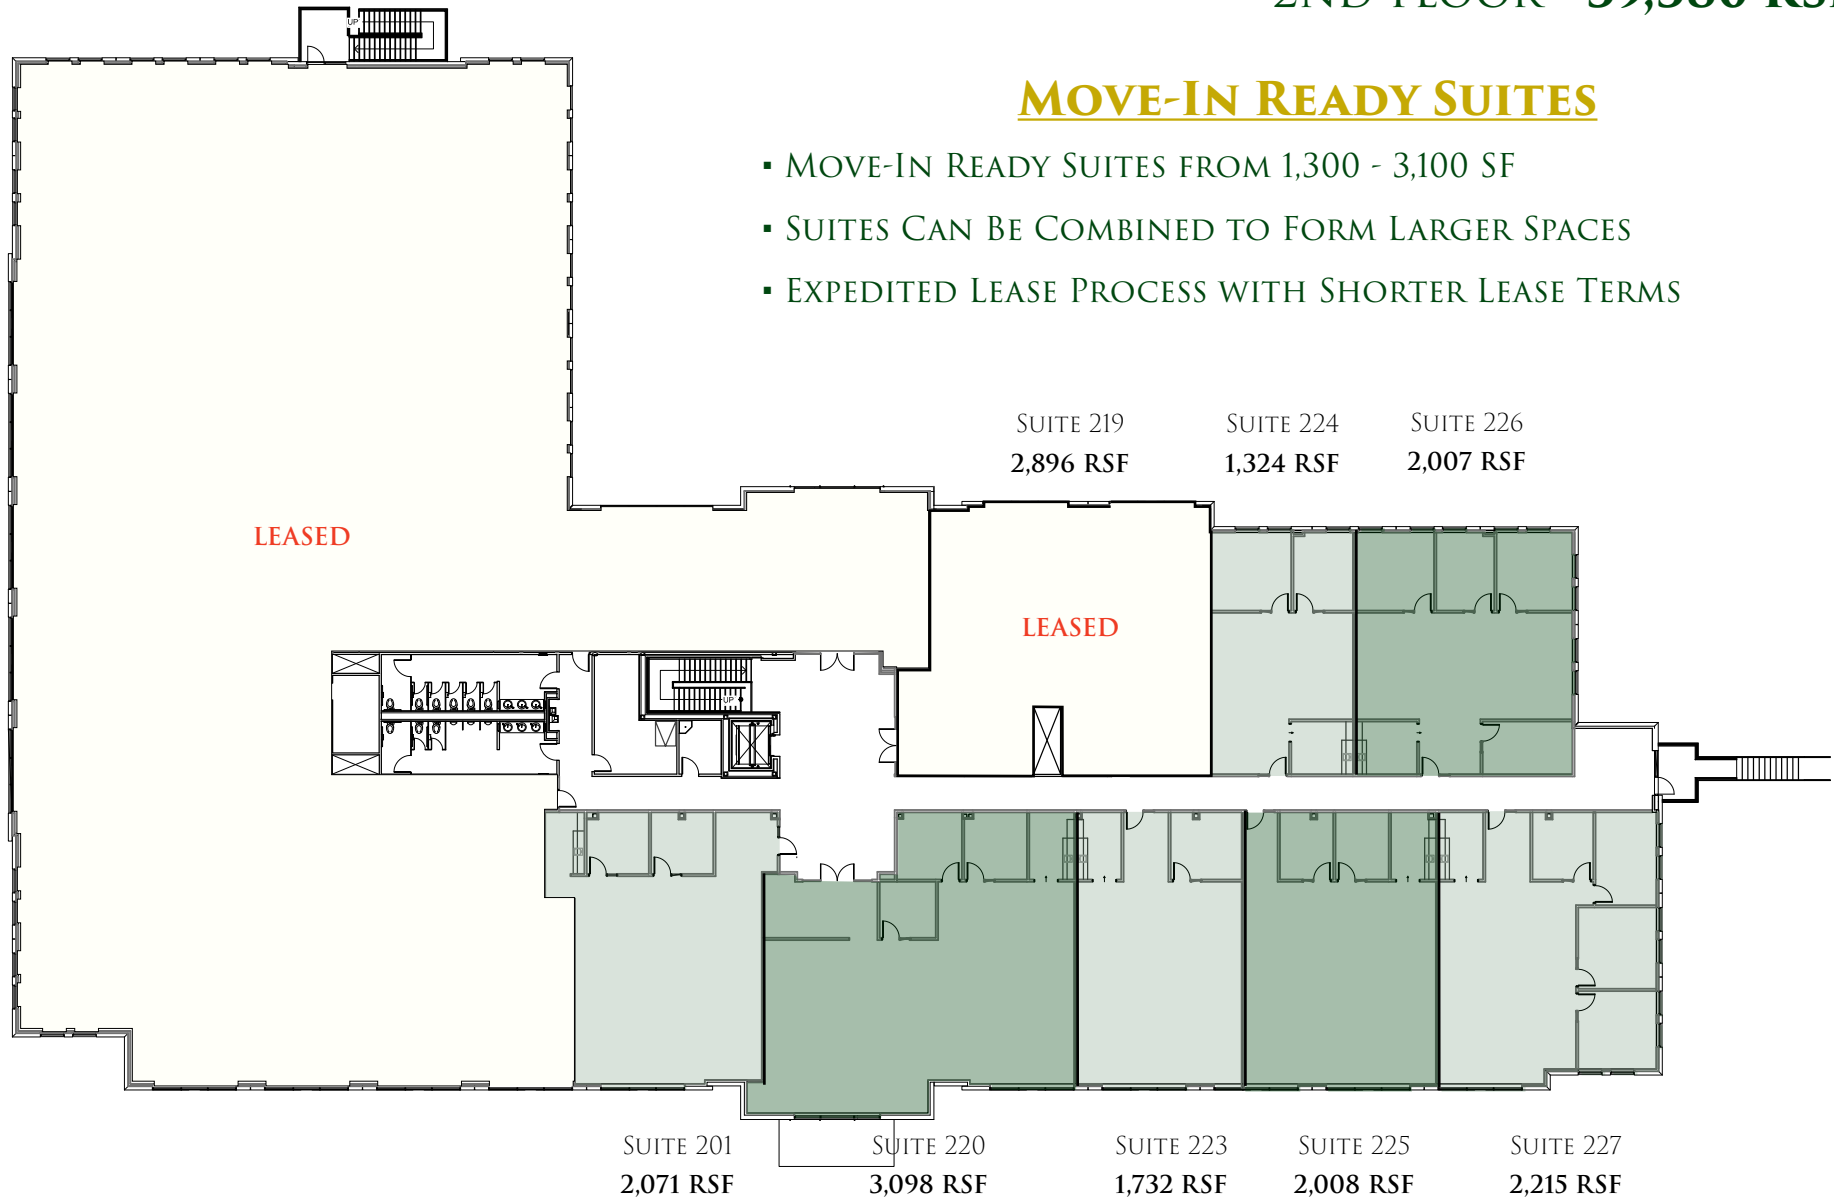 2ND FLOOR
MOVE-IN READY SUITES
▪ MOVE-IN READY SUITES FROM 1,300 - 3,100 SF
▪ SUITES CAN BE COMBINED TO FORM LARGER SPACES
▪ EXPEDITED LEASE PROCESS WITH SHORTER LEASE TERMS
UP
SUITE 219
2,896 RSF
SUITE 224
1,324 RSF
SUITE 226
2,007 RSF
LEASED
LEASED
UP
SUITE 201
2,071 RSF
SUITE 220
3,098 RSF
SUITE 223
1,732 RSF
SUITE 225
2,008 RSF
SUITE 227
2,215 RSF